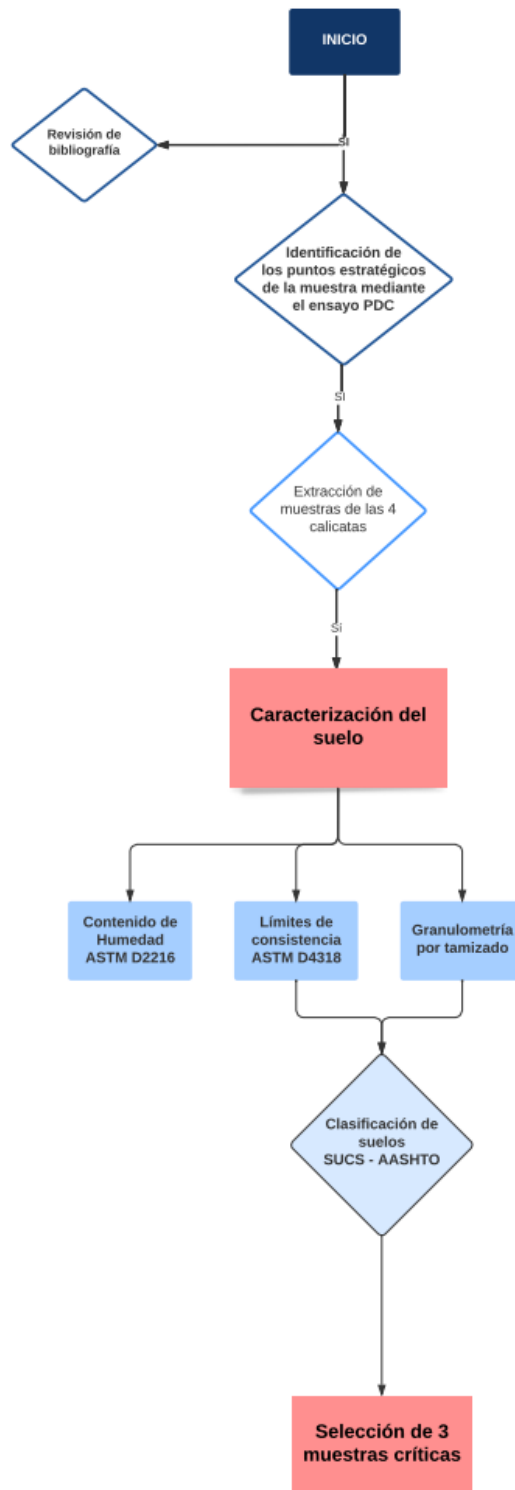 INICIO
Revisión de
bibliografía
SI
Identificación de
los puntos estratégicos
de la muestra mediante
el ensayo PDC
SI
Extracción de
muestras de las 4
calicatas
Si
Caracterización del
suelo
Contenido de
Humedad
ASTM D2216
Límites de
consistencia
ASTM D4318
Granulometría
por tamizado
Clasificación de
suelos
SUCS - AASHTO
Selección de 3
muestras críticas